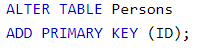 ALTER TABLE Persons
ADD PRIMARY KEY (ID);